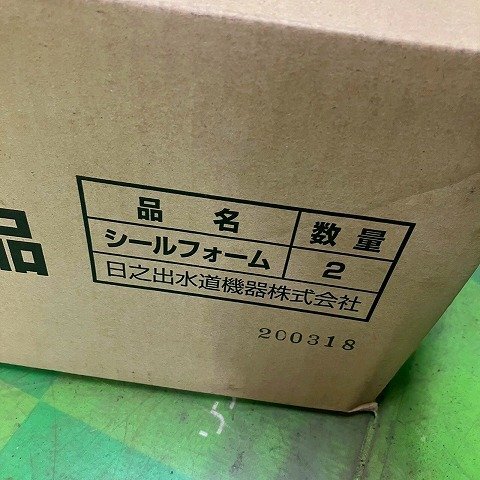 品
品名 数量
シールフォーム 2
日之出水道機器株式会社
200318